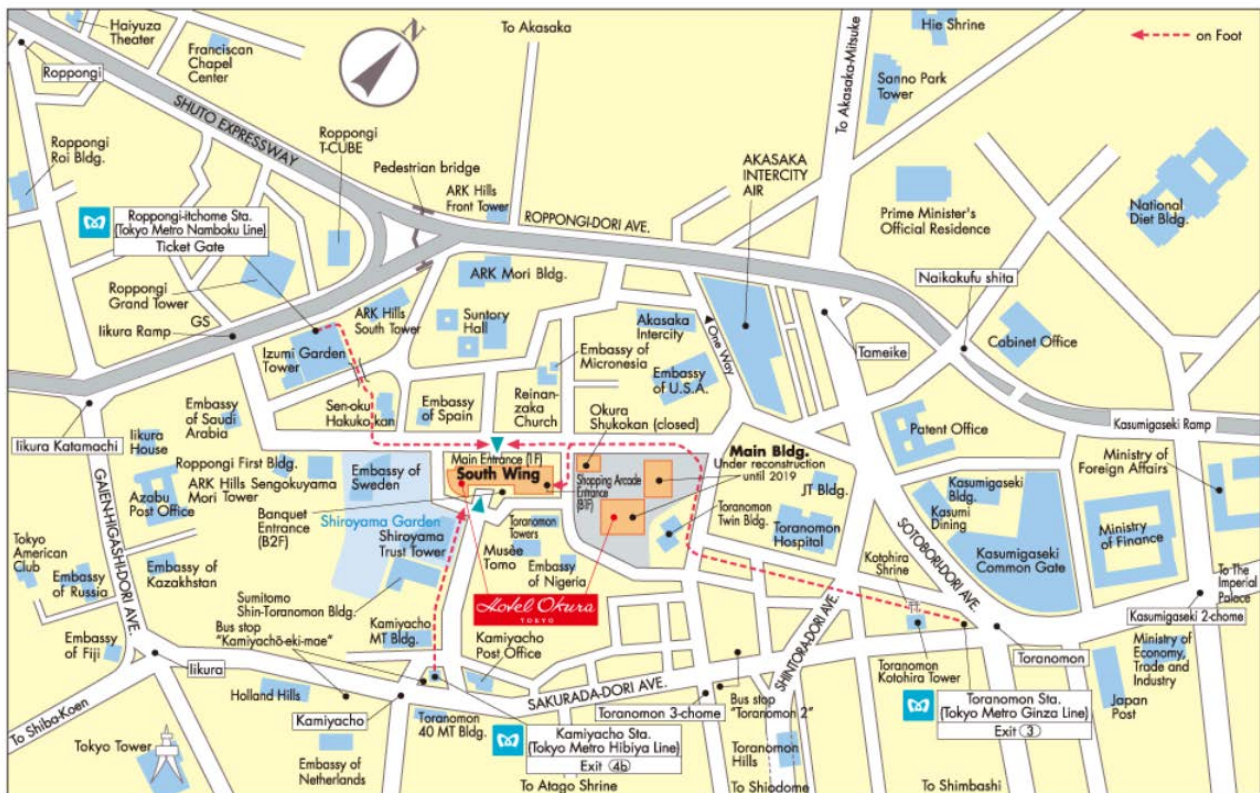 Haiyuza
Theater
Roppongi
Franciscan
Chapel
Center
N
To Akasaka
To Akasaka-Mitsuke
Hie Shrine
on Foot
Sanno Park
Tower
SHUTO EXPRESSWAY
Roppongi
T-CUBE
Roppongi
Roi Bldg.
Pedestrian bridge
ARK Hills
Front Tower
AKASAKA
INTERCITY
AIR
Prime Minister's
Official Residence
National
Diet Bldg.
Roppongi-itchome Sta.
(Tokyo Metro Namboku Line)
Ticket Gate
ROPPONGI-DORI AVE.
Naikakufu shita
ARK Mori Bldg.
Roppongi
Grand Tower
GS
Iikura Ramp
ARK Hills
South Tower
Suntory
Hall
Akasaka
Intercity
One Way
Tameike
Cabinet Office
Izumi Garden
Tower
Embassy of
Micronesia
Embassy
of U.S.A.
Sen-oku
Hakuko kan
Embassy
of Spain
Reinan-
zaka
Church
Okura
Shukokan (closed)
Patent Office
Kasumigaseki Ramp
Iikura Katamachi
Embassy
of Saudi
Arabia
Iikura
House
Main Entrance (1F)
South Wing
Main Bldg.
Under reconstruction
until 2019
Ministry of
Foreign Affairs
Roppongi First Bldg.
ARK Hills Sengokuyama
Mori Tower
Embassy of
Sweden
Shopping Arcade
Entrance
(B1F)
JT Bldg.
Kasumigaseki
Bldg.
Kasumi
Dining
Azabu
Post Office
Banquet
Entrance
(B2F)
Shiroyama Garden
Shiroyama
Trust Tower
Toranomon
Towers
Toranomon
Twin Bldg.
Toranomon
Hospital
Ministry
of Finance
GAIEN-HIGASHI-DORI AVE.
SOTOBORI-DORI AVE.
Tokyo
American
Club
Embassy
of Russia
Embassy of
Kazakhstan
Musèe
Tomo
Embassy
of Nigeria
Kotohira
Shrine
Kasumigaseki
Common Gate
To The
Imperial
Palace
Sumitomo
Shin-Toranomon Bldg.
Hotel Okura
TOKYO
Kasumigaseki 2-chome
Bus stop
"Kamiyachō-eki-mae"
Kamiyacho
MT Bldg.
Embassy
of Fiji
Iikura
Kamiyacho
Post Office
SHINTORA-DORI AVE.
Toranomon
Ministry of
Economy,
Trade and
Industry
Holland Hills
SAKURADA-DORI AVE.
Toranomon
Kotohira Tower
Kamiyacho
Toranomon 3-chome
Bus stop
"Toranomon 2"
Toranomon Sta.
(Tokyo Metro Ginza Line)
Exit 3
Japan
Post
To Shiba-Koen
Toranomon
40 MT Bldg.
Kamiyacho Sta.
(Tokyo Metro Hibiya Line)
Exit 4b
Tokyo Tower
Embassy of
Netherlands
Toranomon
Hills
To Atago Shrine
To Shiodome
To Shimbashi